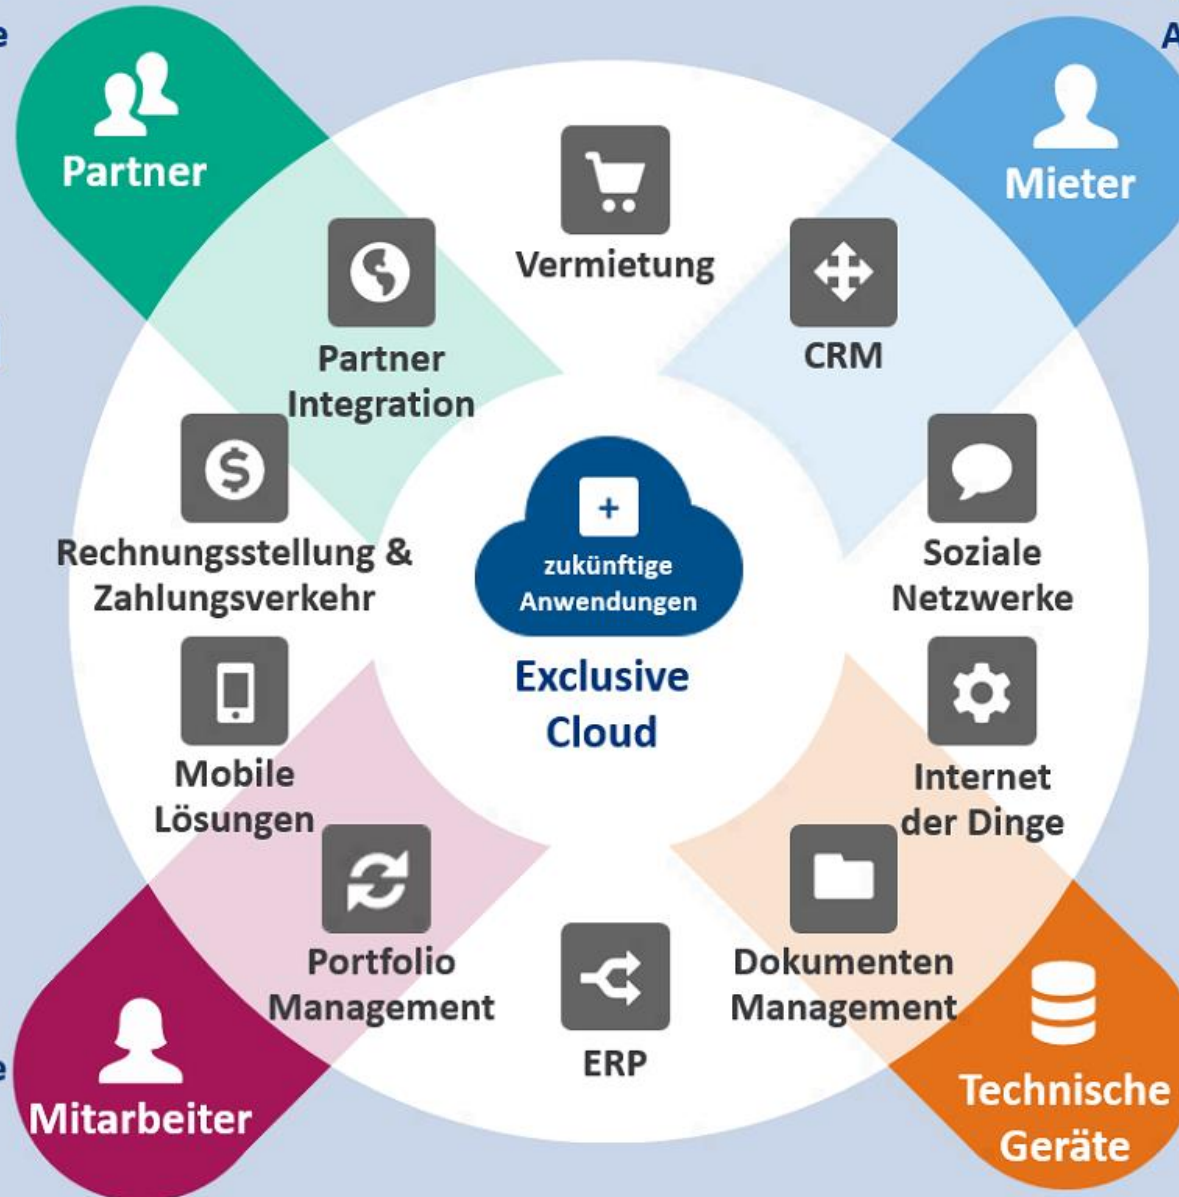 Partner
Mieter
Vermietung
Partner
Integration
CRM
Rechnungsstellung &
Zahlungsverkehr
+
zukünftige
Anwendungen
Soziale
Netzwerke
Exclusive
Cloud
Mobile
Lösungen
Internet
der Dinge
Portfolio
Management
Dokumenten
Management
ERP
Mitarbeiter
Technische
Geräte